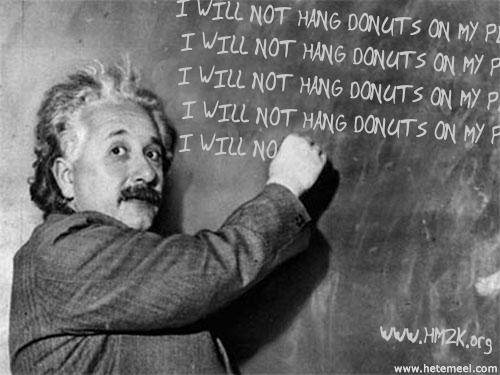 I WILL NOT HANG DONUTS ON MY PE
I WILL NOT HANG DONUTS ON MY P
I WILL NOT HANG DONUTS ON MY P
I WILL NOT HANG DONUTS ON MY P
I WILL NO
www.HM2K.org
www.hetemeel.com